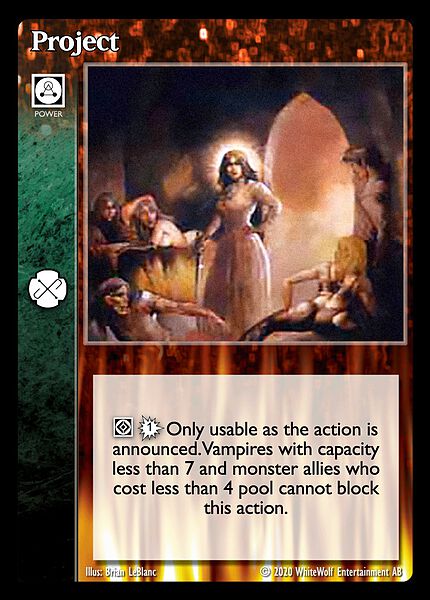 Project
POWER
1 Only usable as the action is
announced.Vampires with capacity
less than 7 and monster allies who
cost less than 4 pool cannot block
this action.
Illus: Brian LeBlanc
© 2020 WhiteWolf Entertainment AB